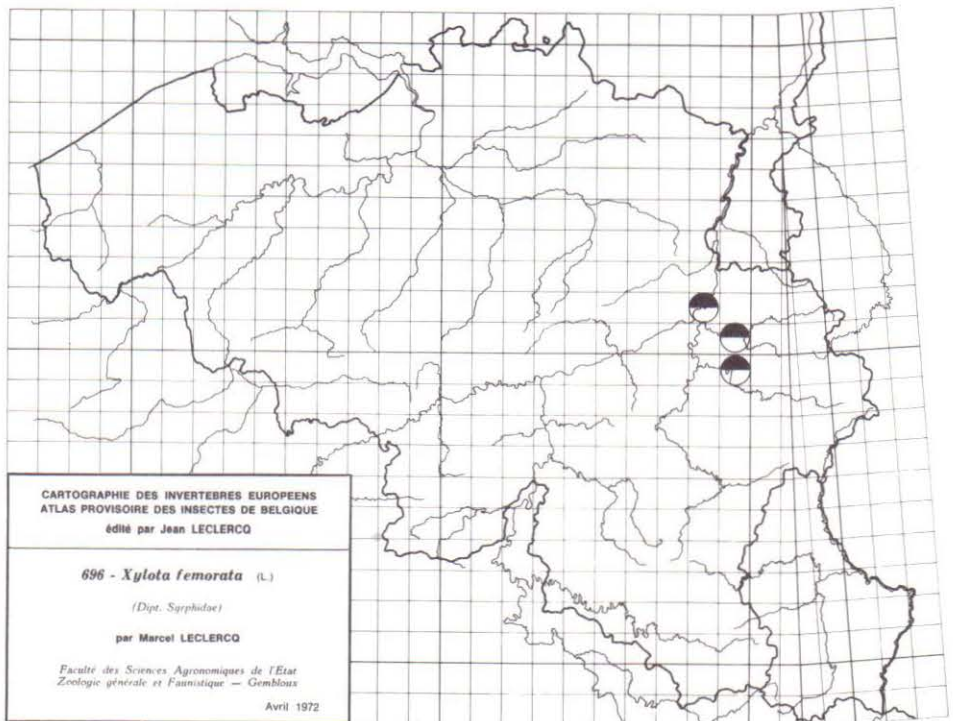 CARTOGRAPHIE DES INVERTEBRES EUROPEENS
ATLAS PROVISOIRE DES INSECTES DE BELGIQUE
édité par Jean LECLERCQ
696 - Xylota femorata (L.)
(Dipt. Syrphidae)
par Marcel LECLERCQ
Faculté des Sciences Agronomiques de l'Etat
Zoologie générale et Faunistique — Gembloux
Avril 1972